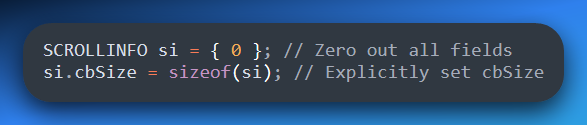 SCROLLINFO si = { 0 }; // Zero out all fields
si.cbSize = sizeof(si); // Explicitly set cbSize